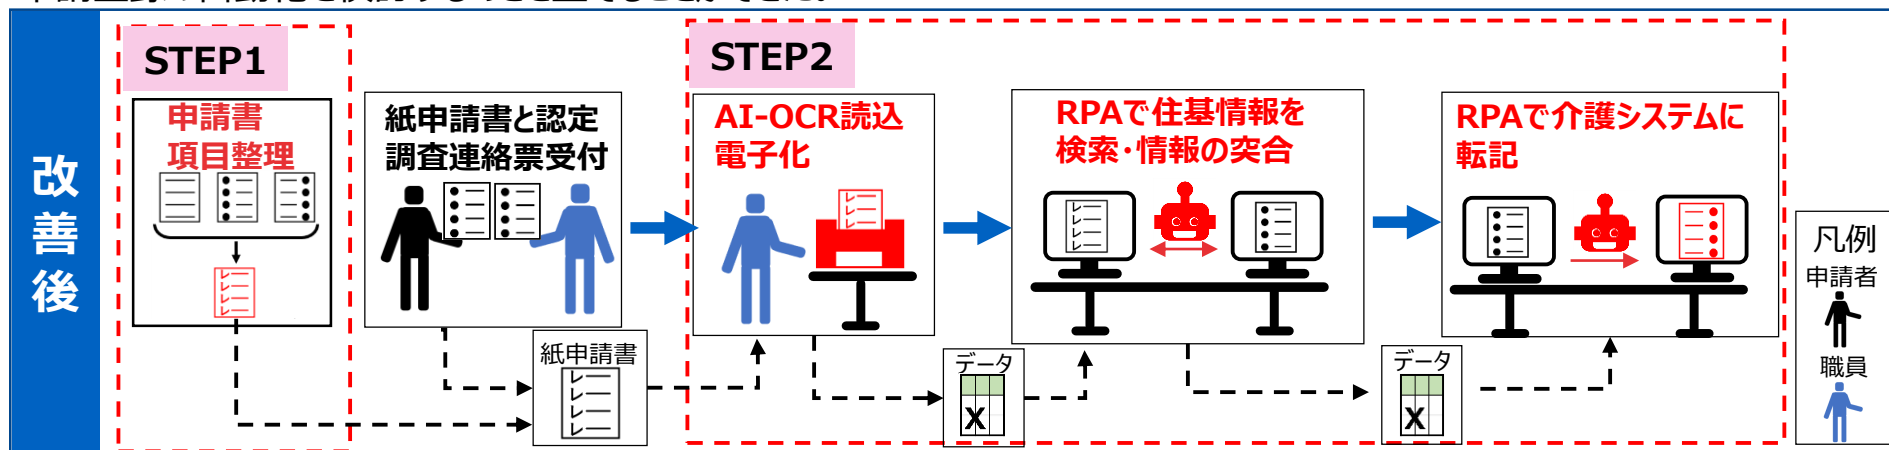 改善後
STEP1
申請書
項目整理
紙申請書と認定
調査連絡票受付
紙申請書
STEP2
AI-OCR読込
電子化
データ
X
RPAで住基情報を
検索・情報の突合
データ
X
RPAで介護システムに
転記
凡例
申請者
職員